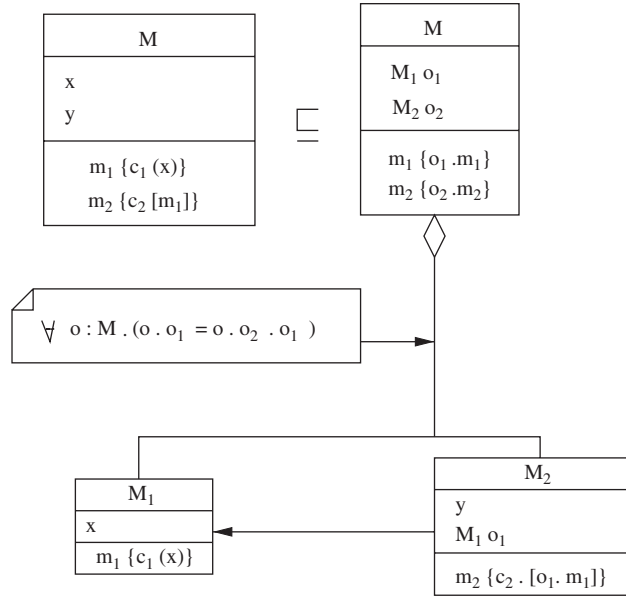 M
x
y
m₁ {c₁ (x)}
m₂ {c₂ [m₁]}
⊑
M
M₁ o₁
M₂ o₂
m₁ {o₁ .m₁}
m₂ {o₂ .m₂}
∀ o : M . (o . o₁ = o . o₂ . o₁ )
M₁
x
m₁ {c₁ (x)}
M₂
y
M₁ o₁
m₂ {c₂ . [o₁. m₁]}